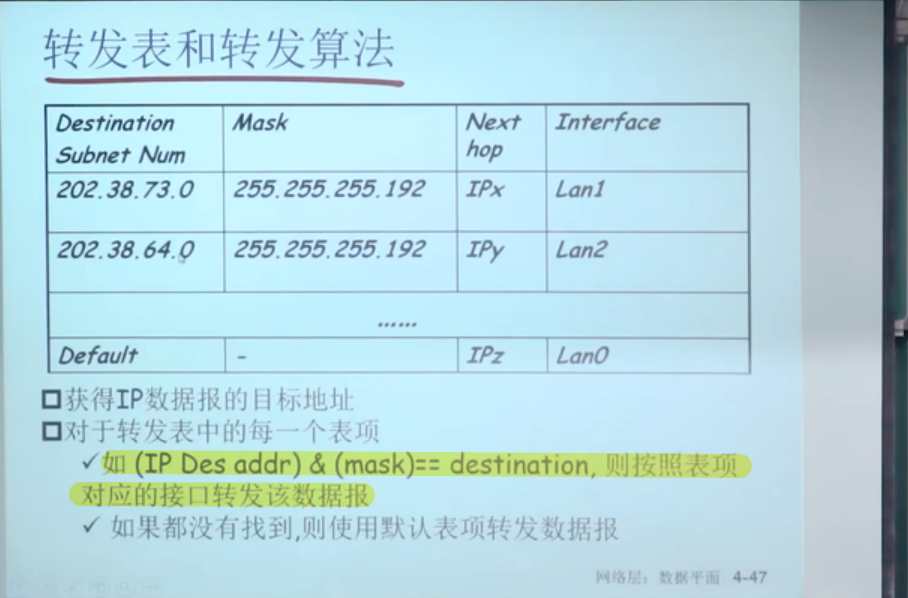 转发表和转发算法
Destination Subnet Num Mask Next hop Interface
202.38.73.0 255.255.255.192 IPx Lan1
202.38.64.0 255.255.255.192 IPy Lan2
……
Default - IPz Lan0
获得IP数据报的目标地址
对于转发表中的每一个表项
✓如 (IP Des addr) & (mask)== destination, 则按照表项
对应的接口转发该数据报
✓ 如果都没有找到,则使用默认表项转发数据报
网络层：数据平面 4-47